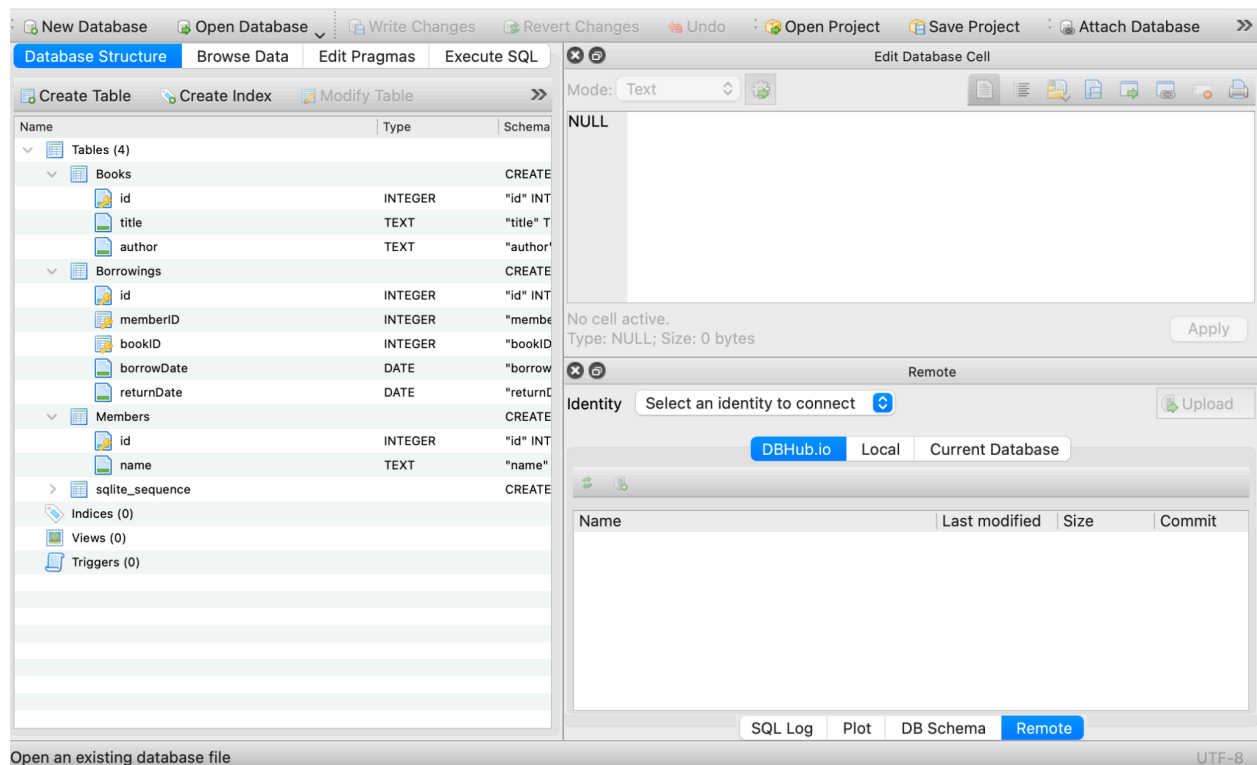 New Database Open Database Write Changes Revert Changes Undo Open Project Save Project Attach Database »
Database Structure Browse Data Edit Pragmas Execute SQL
Create Table Create Index Modify Table »
Name Type Schema
Tables (4)
Books CREATE
id INTEGER "id" INT
title TEXT "title" T
author TEXT "author"
Borrowings CREATE
id INTEGER "id" INT
memberID INTEGER "membe
bookID INTEGER "bookID
borrowDate DATE "borrow
returnDate DATE "returnD
Members CREATE
id INTEGER "id" INT
name TEXT "name"
sqlite_sequence CREATE
Indices (0)
Views (0)
Triggers (0)
Edit Database Cell
Mode: Text
NULL
No cell active.
Type: NULL; Size: 0 bytes
Apply
Remote
Identity Select an identity to connect Upload
DBHub.io Local Current Database
Name Last modified Size Commit
SQL Log Plot DB Schema Remote
Open an existing database file UTF-8